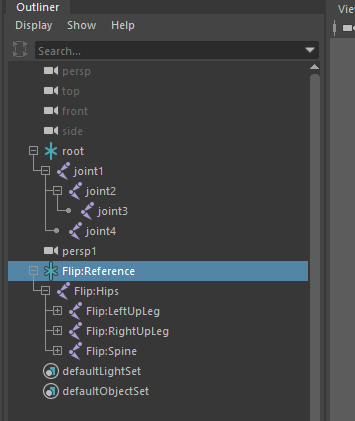 Outliner
Display Show Help
Search...
persp
top
front
side
root
joint1
joint2
joint3
joint4
persp1
Flip:Reference
Flip:Hips
Flip:LeftUpLeg
Flip:RightUpLeg
Flip:Spine
defaultLightSet
defaultObjectSet